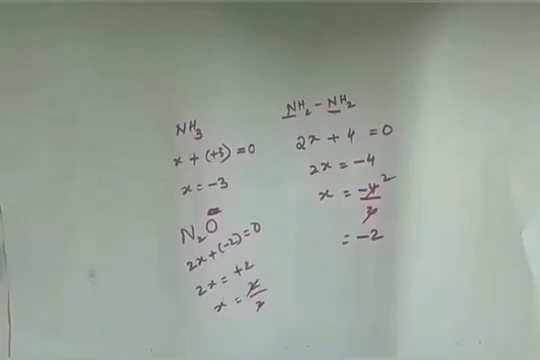 NH₃
x + (+3) = 0
x = -3
N₂O
2x + (-2) = 0
2x = +2
x = 2/2
NH₂ - NH₂
2x + 4 = 0
2x = -4
x = -4/2 2
= -2